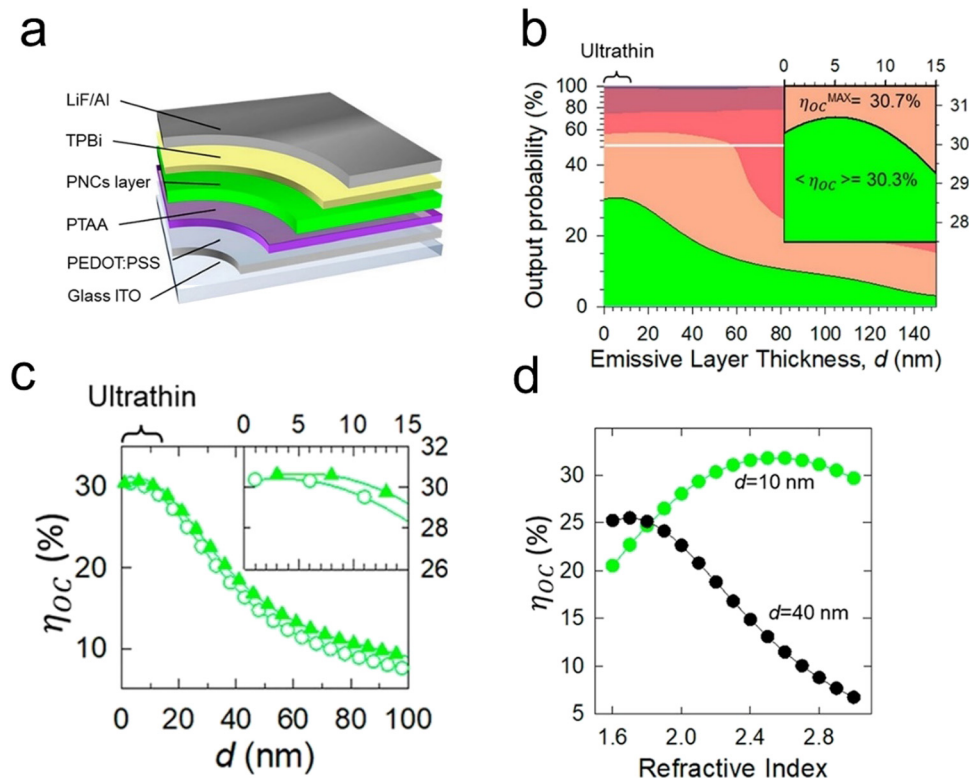 a
LiF/Al
TPBi
PNCs layer
PTAA
PEDOT:PSS
Glass ITO
b
Ultrathin
0 5 10 15
100
80
60
40
20
0
Output probability (%)
η_oc^MAX= 30.7%
< η_oc >= 30.3%
31
30
29
28
0 20 40 60 80 100 120 140
Emissive Layer Thickness, d (nm)
c
Ultrathin
0 5 10 15
32
30
28
26
30
20
10
η_OC (%)
0 20 40 60 80 100
d (nm)
d
30
25
20
15
10
5
η_OC (%)
d=10 nm
d=40 nm
1.6 2.0 2.4 2.8
Refractive Index